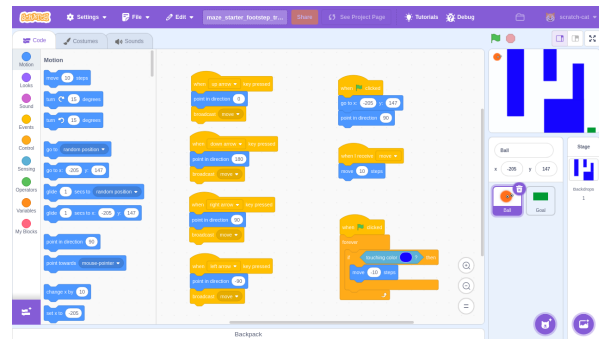 SCRATCH Settings File Edit maze_starter_footstep_tr... Share See Project Page Tutorials Debug scratch-cat
Code Costumes Sounds
Motion
Looks
Sound
Events
Control
Sensing
Operators
Variables
My Blocks
Motion
move 10 steps
turn 15 degrees
turn 15 degrees
go to random position
go to x: -205 y: 147
glide 1 secs to random position
glide 1 secs to x: -205 y: 147
point in direction 90
point towards mouse-pointer
change x by 10
set x to -205
when up arrow key pressed
point in direction 0
broadcast move
when down arrow key pressed
point in direction 180
broadcast move
when right arrow key pressed
point in direction 90
broadcast move
when left arrow key pressed
point in direction -90
broadcast move
when clicked
go to x: -205 y: 147
point in direction 90
when I receive move
move 10 steps
when clicked
forever
if touching color ? then
move -10 steps
Ball
x -205 y 147
Ball
Goal
Stage
Backdrops
1
Backpack